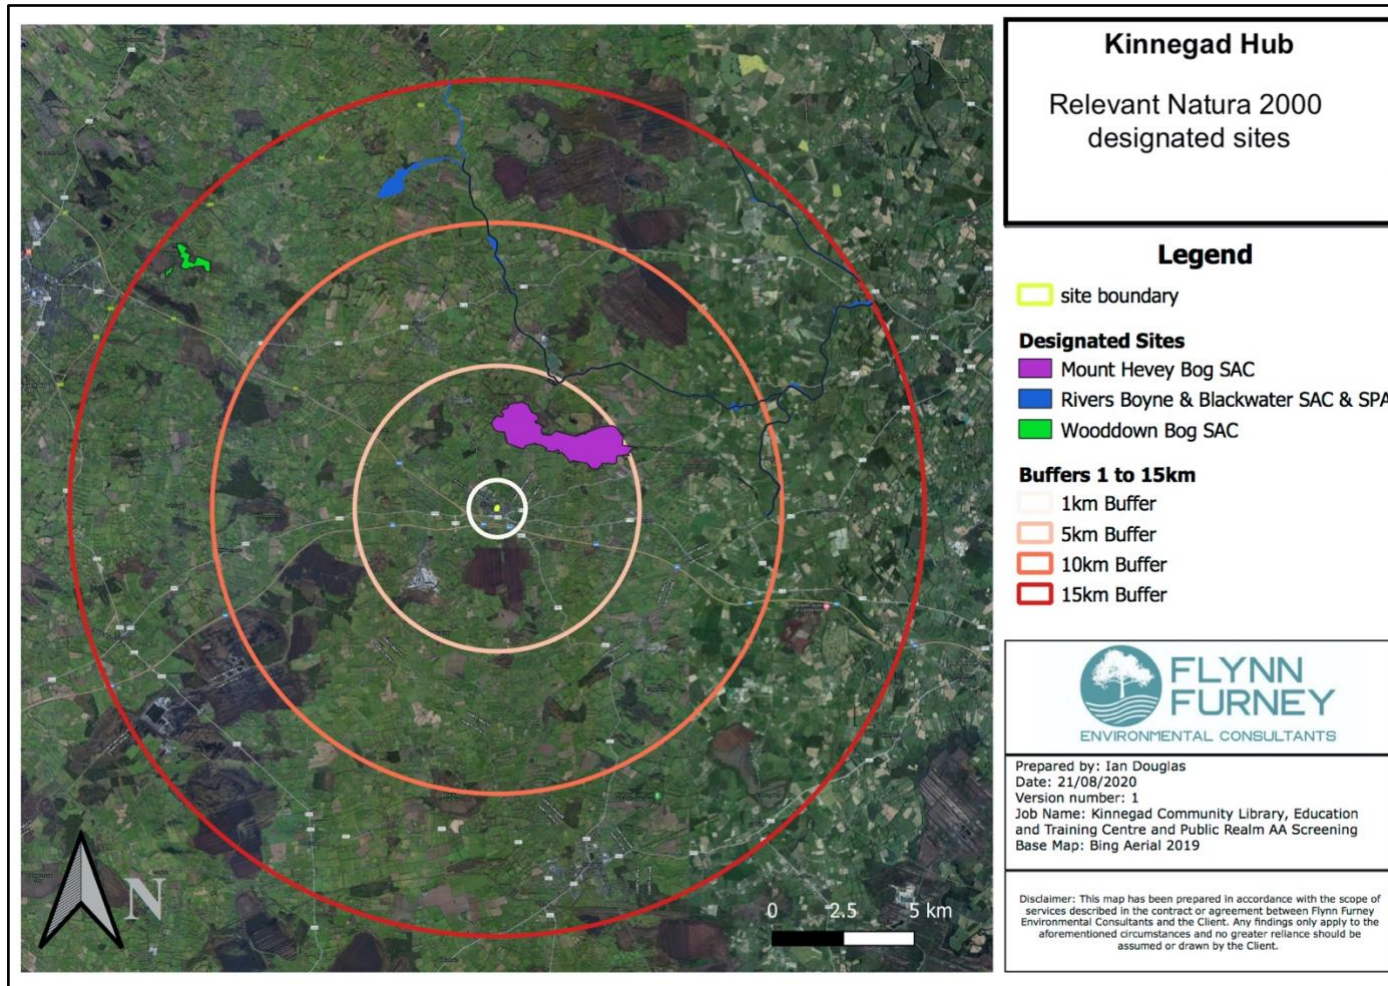 Kinnegad Hub
Relevant Natura 2000
designated sites
Legend
site boundary
Designated Sites
Mount Hevey Bog SAC
Rivers Boyne & Blackwater SAC & SPA
Wooddown Bog SAC
Buffers 1 to 15km
1km Buffer
5km Buffer
10km Buffer
15km Buffer
FLYNN
FURNEY
ENVIRONMENTAL CONSULTANTS
Prepared by: Ian Douglas
Date: 21/08/2020
Version number: 1
Job Name: Kinnegad Community Library, Education
and Training Centre and Public Realm AA Screening
Base Map: Bing Aerial 2019
Disclaimer: This map has been prepared in accordance with the scope of
services described in the contract or agreement between Flynn Furney
Environmental Consultants and the Client. Any findings only apply to the
aforementioned circumstances and no greater reliance should be
assumed or drawn by the Client.
N
0 2.5 5 km